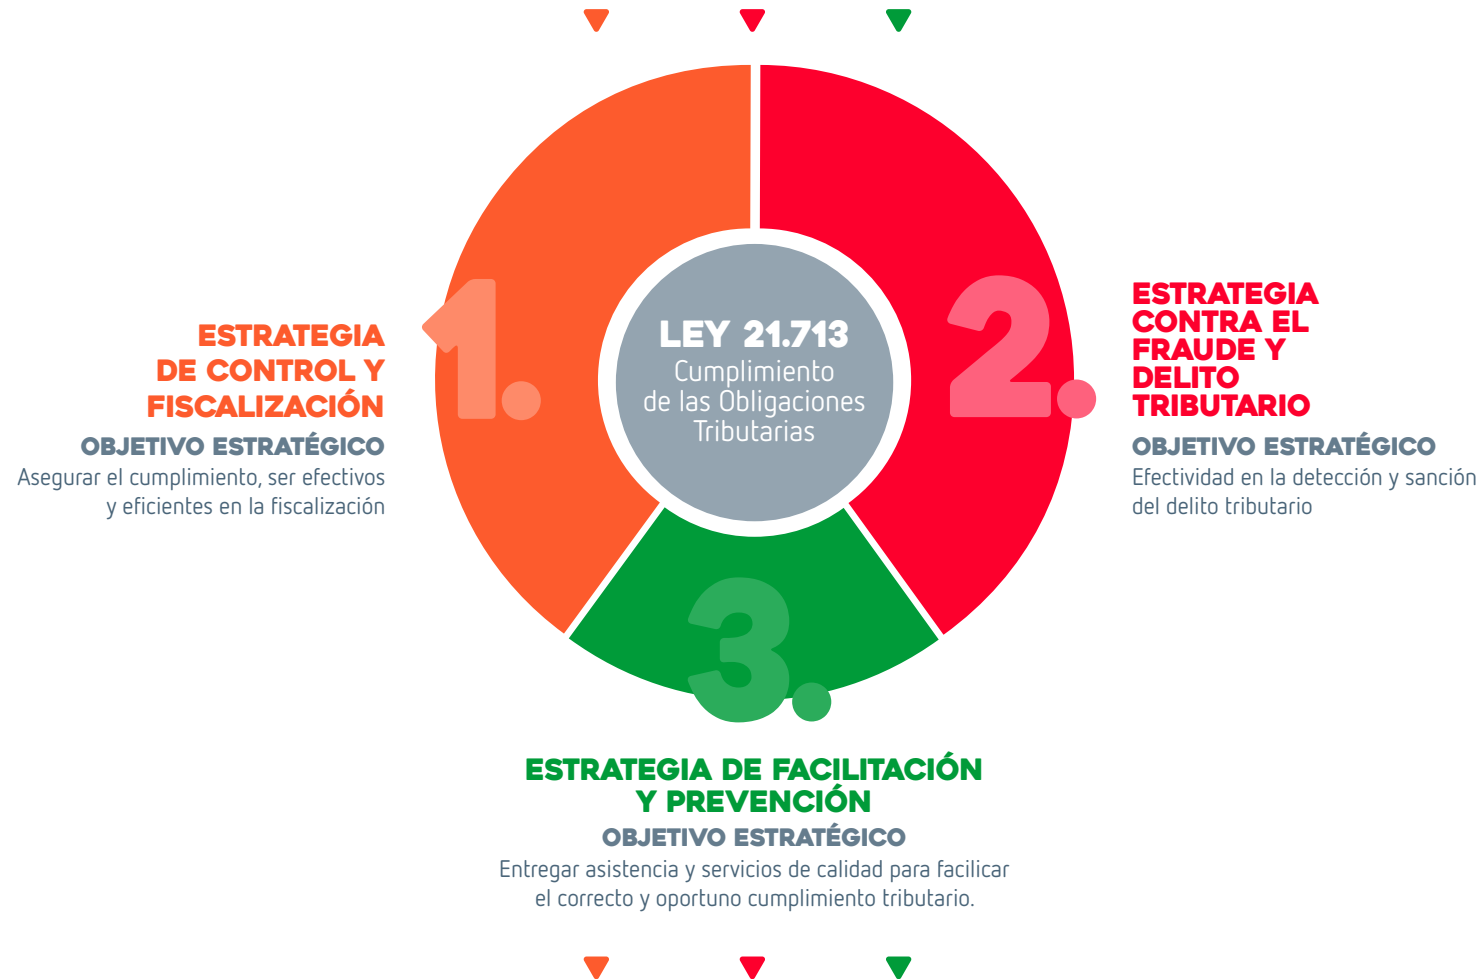 1.
ESTRATEGIA
DE CONTROL Y
FISCALIZACIÓN
OBJETIVO ESTRATÉGICO
Asegurar el cumplimiento, ser efectivos
y eficientes en la fiscalización
LEY 21.713
Cumplimiento
de las Obligaciones
Tributarias
2.
ESTRATEGIA
CONTRA EL
FRAUDE Y
DELITO
TRIBUTARIO
OBJETIVO ESTRATÉGICO
Efectividad en la detección y sanción
del delito tributario
3.
ESTRATEGIA DE FACILITACIÓN
Y PREVENCIÓN
OBJETIVO ESTRATÉGICO
Entregar asistencia y servicios de calidad para facilicar
el correcto y oportuno cumplimiento tributario.